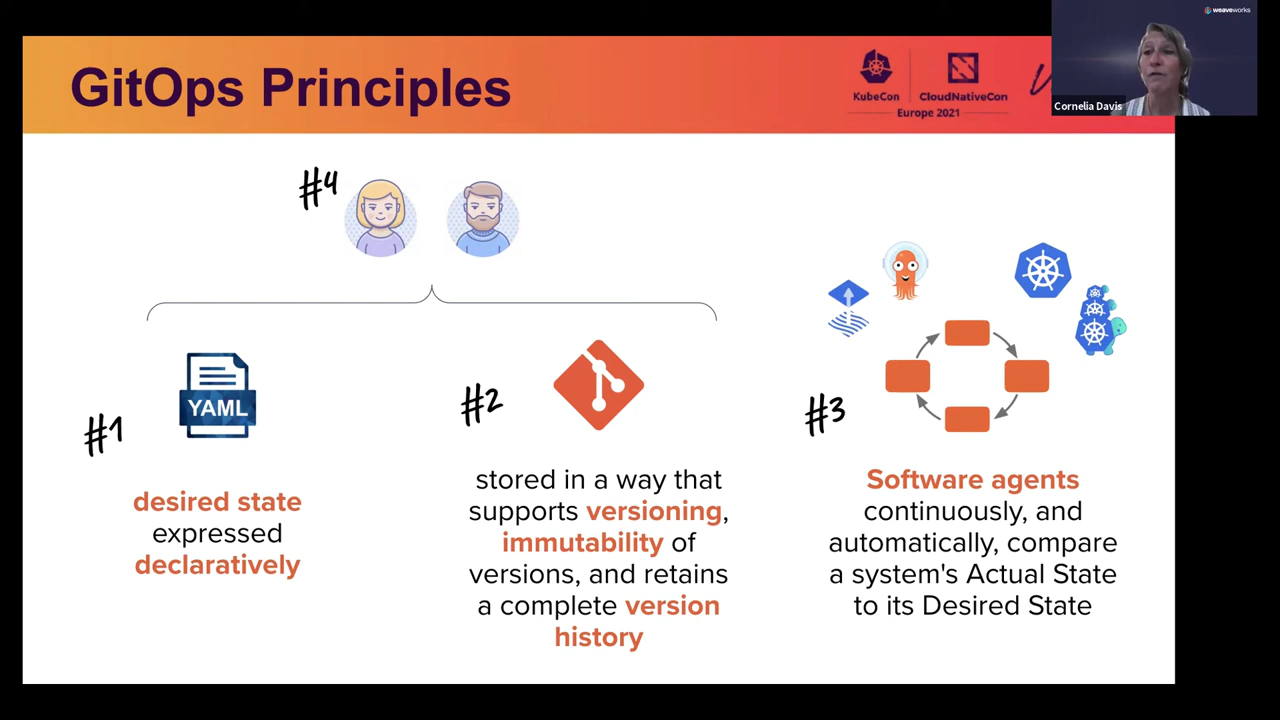 weaveworks
GitOps Principles
KubeCon
CloudNativeCon
Europe 2021
Cornelia Davis
#4
YAML
#1
desired state
expressed
declaratively
#2
stored in a way that
supports versioning,
immutability of
versions, and retains
a complete version
history
#3
Software agents
continuously, and
automatically, compare
a system's Actual State
to its Desired State